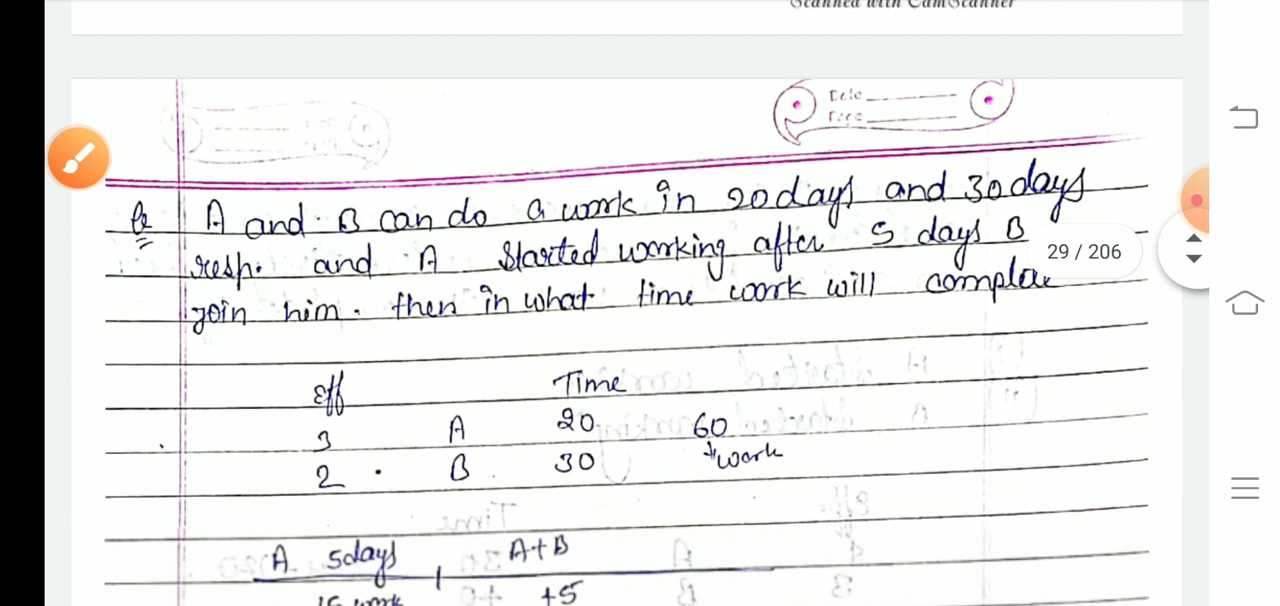 Scanned with CamScanner
Date
Page
Q A and B can do a work in 20 days and 30 days
resp. and A started working after 5 days B
29 / 206
join him. then in what time work will
Eff Time
3 A 20 60
2 B 30 work
A 5 days A+B
+5